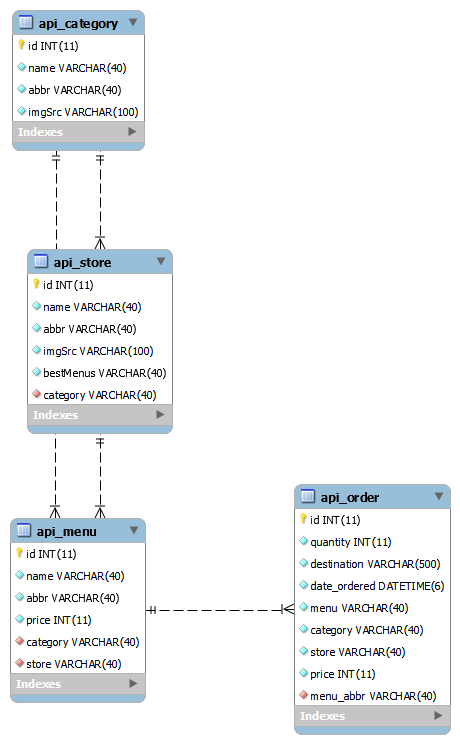 api_category
id INT(11)
name VARCHAR(40)
abbr VARCHAR(40)
imgSrc VARCHAR(100)
Indexes
api_store
id INT(11)
name VARCHAR(40)
abbr VARCHAR(40)
imgSrc VARCHAR(100)
bestMenus VARCHAR(40)
category VARCHAR(40)
Indexes
api_menu
id INT(11)
name VARCHAR(40)
abbr VARCHAR(40)
price INT(11)
category VARCHAR(40)
store VARCHAR(40)
Indexes
api_order
id INT(11)
quantity INT(11)
destination VARCHAR(500)
date_ordered DATETIME(6)
menu VARCHAR(40)
category VARCHAR(40)
store VARCHAR(40)
price INT(11)
menu_abbr VARCHAR(40)
Indexes